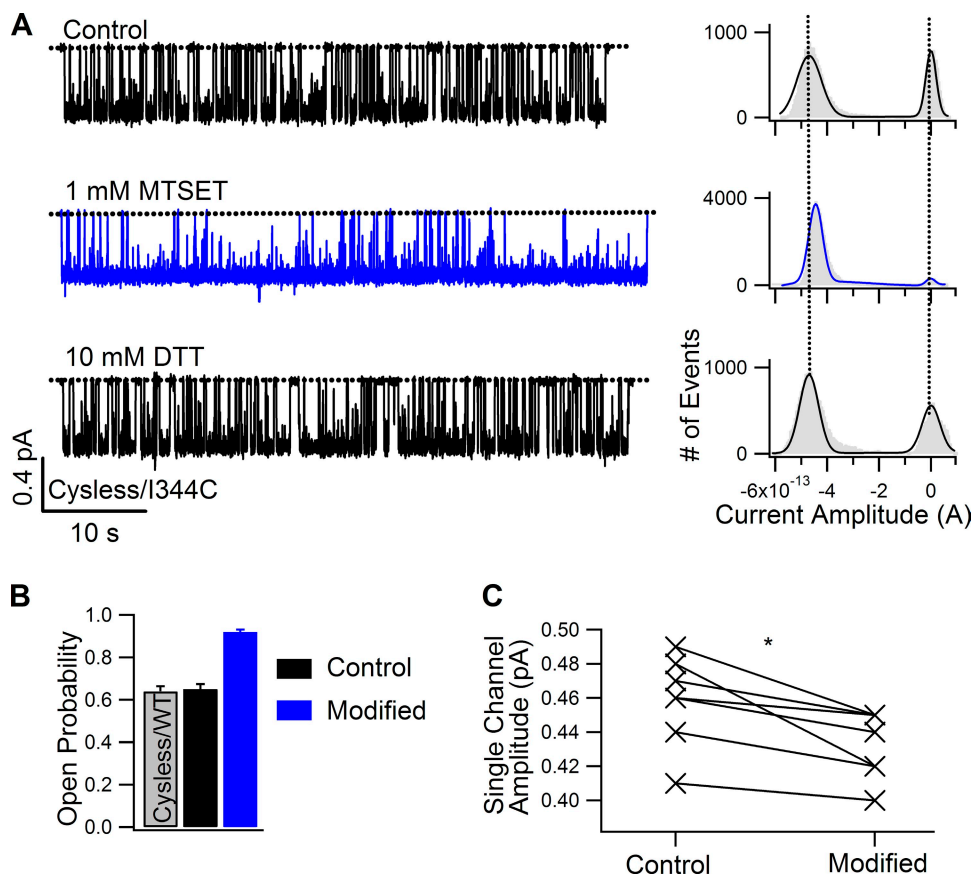 A
Control
1000
0
1 mM MTSET
4000
0
10 mM DTT
1000
0
# of Events
0.4 pA
Cysless/I344C
10 s
-6x10-13 -4 -2 0
Current Amplitude (A)
B
1.0
0.8
0.6
0.4
0.2
0.0
Open Probability
Cysless/WT
Control
Modified
C
*
0.50
0.48
0.46
0.44
0.42
0.40
Single Channel
Amplitude (pA)
Control Modified